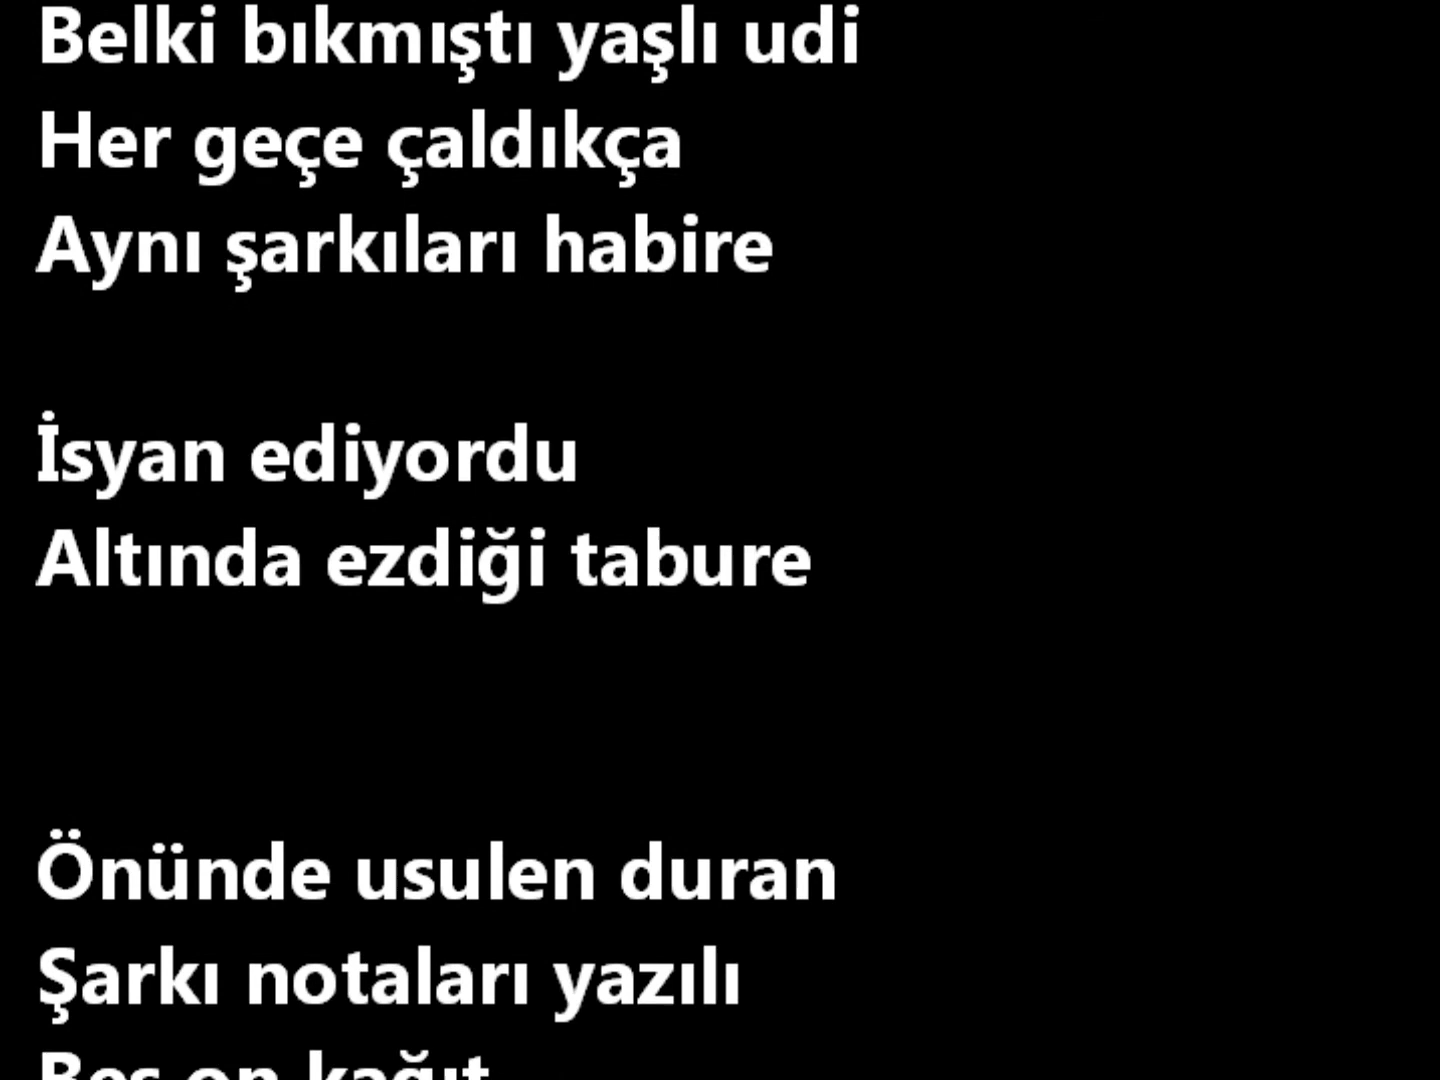 Belki bıkmıştı yaşlı udi
Her geçe çaldıkça
Aynı şarkıları habire
İsyan ediyordu
Altında ezdiği tabure
Önünde usulen duran
Şarkı notaları yazılı
Beş on kağıt